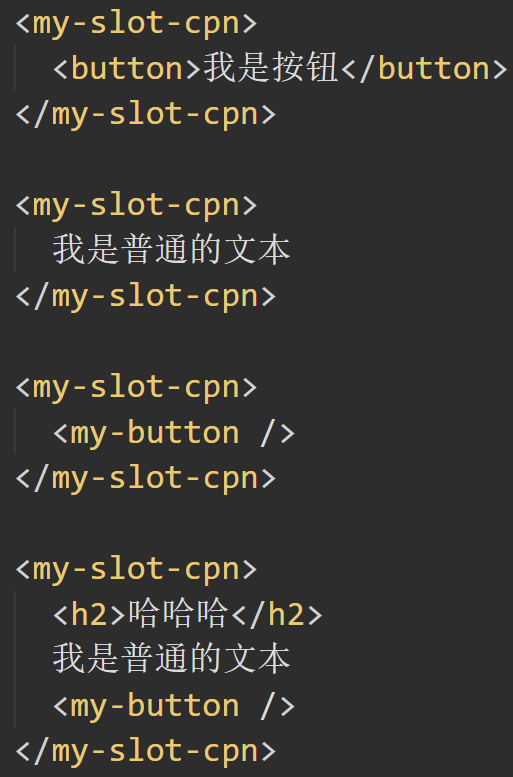 <my-slot-cpn>
  <button>我是按钮</button>
</my-slot-cpn>

<my-slot-cpn>
  我是普通的文本
</my-slot-cpn>

<my-slot-cpn>
  <my-button />
</my-slot-cpn>

<my-slot-cpn>
  <h2>哈哈哈</h2>
  我是普通的文本
  <my-button />
</my-slot-cpn>